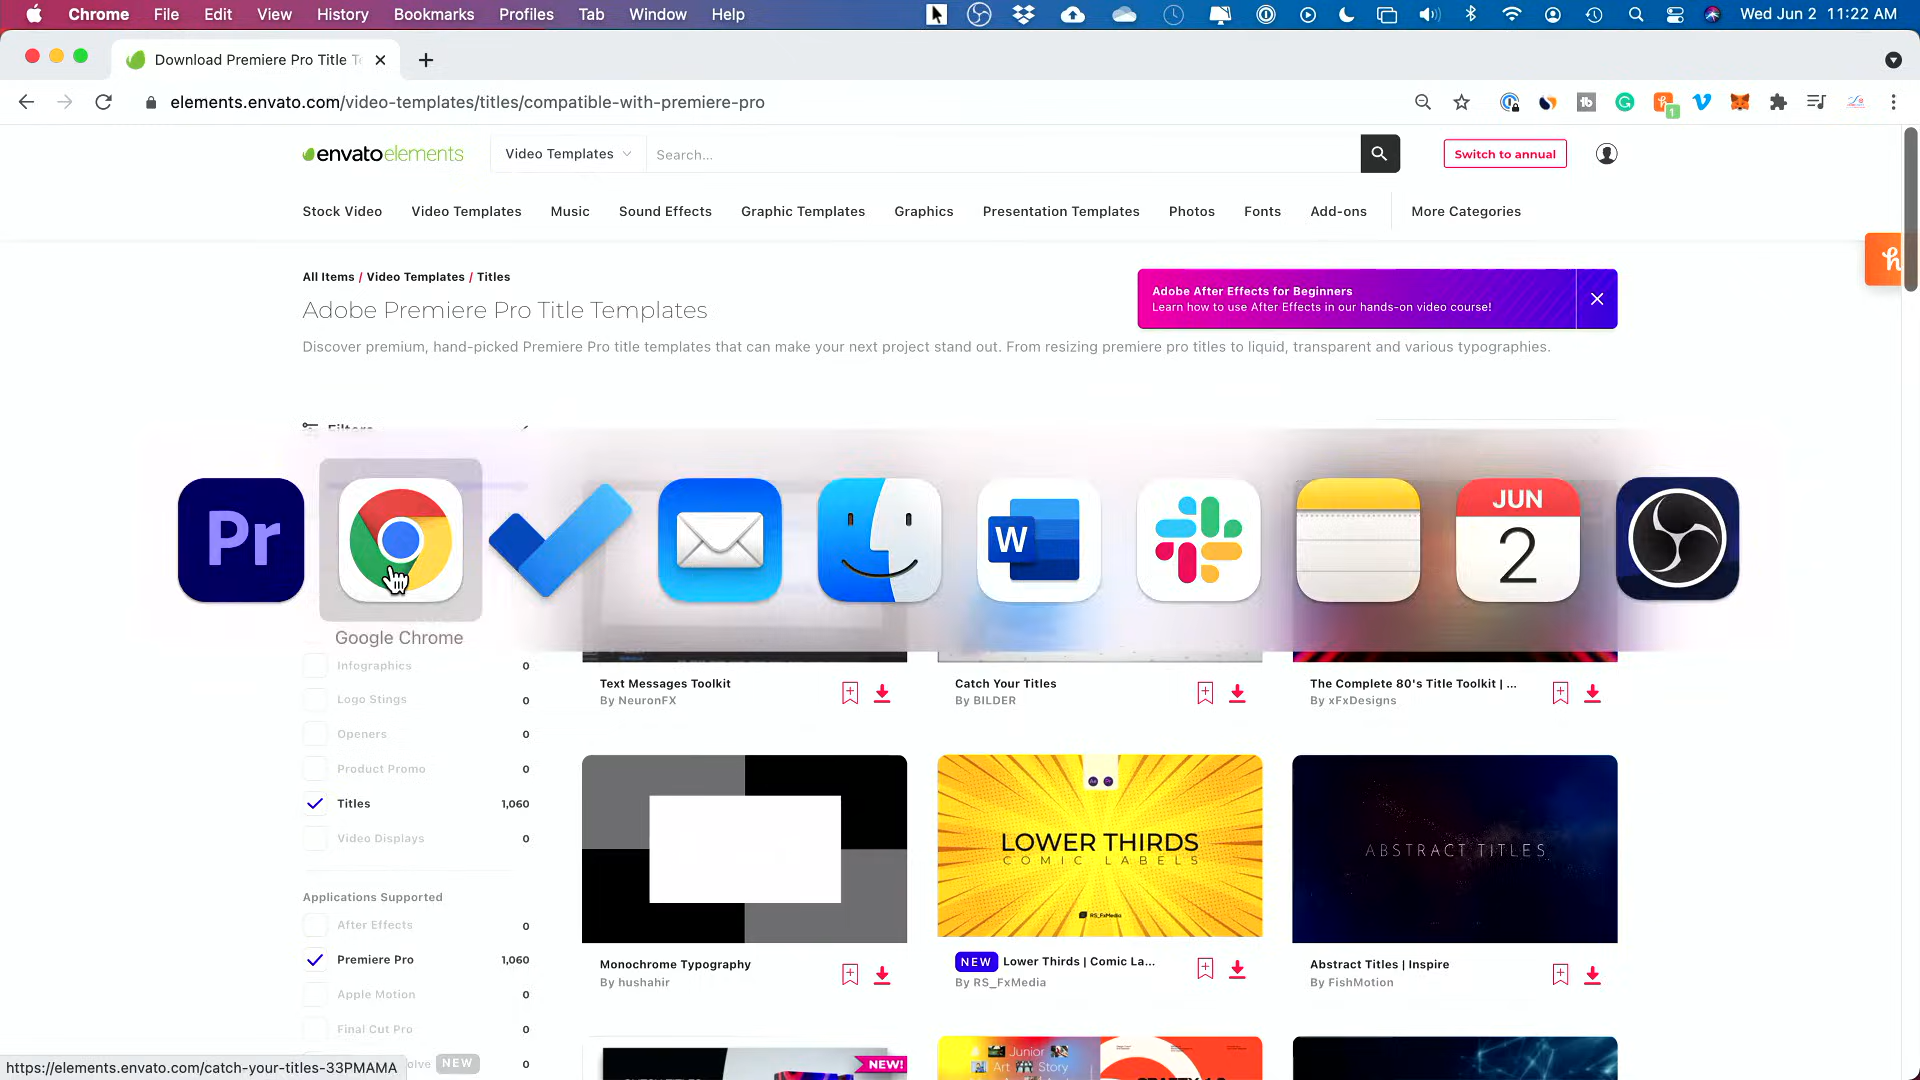 Chrome File Edit View History Bookmarks Profiles Tab Window Help Wed Jun 2 11:22 AM
Download Premiere Pro Title
elements.envato.com/video-templates/titles/compatible-with-premiere-pro
1
envatoelements Video Templates Search... Switch to annual
Stock Video Video Templates Music Sound Effects Graphic Templates Graphics Presentation Templates Photos Fonts Add-ons More Categories
All Items / Video Templates / Titles
Adobe Premiere Pro Title Templates
Adobe After Effects for Beginners
Learn how to use After Effects in our hands-on video course!
Discover premium, hand-picked Premiere Pro title templates that can make your next project stand out. From resizing premiere pro titles to liquid, transparent and various typographies.
Filters
Pr
W
JUN
2
Google Chrome
Infographics 0
Logo Stings 0
Openers 0
Product Promo 0
Titles 1,060
Video Displays 0
Applications Supported
After Effects 0
Premiere Pro 1,060
Apple Motion 0
Final Cut Pro 0
olve NEW 0
Text Messages Toolkit
By NeuronFX
Catch Your Titles
By BILDER
The Complete 80's Title Toolkit | ...
By xFxDesigns
LOWER THIRDS
COMIC LABELS
RS_FxMedia
ABSTRACT TITLES
Monochrome Typography
By hushahir
NEW Lower Thirds | Comic La...
By RS_FxMedia
Abstract Titles | Inspire
By FishMotion
NEW!
Junior
Art Story
https://elements.envato.com/catch-your-titles-33PMAMA